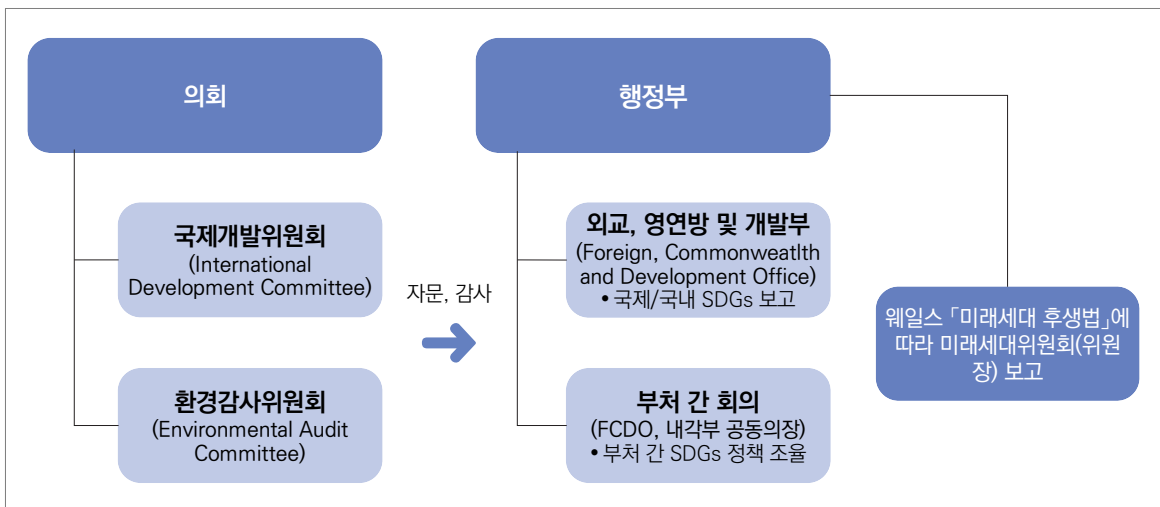 의회
국제개발위원회
(International
Development Committee)
환경감사위원회
(Environmental Audit
Committee)
자문, 감사
행정부
외교, 영연방 및 개발부
(Foreign, Commonweatlth
and Development Office)
• 국제/국내 SDGs 보고
부처 간 회의
(FCDO, 내각부 공동의장)
• 부처 간 SDGs 정책 조율
웨일스 「미래세대 후생법」에
따라 미래세대위원회(위원
장) 보고